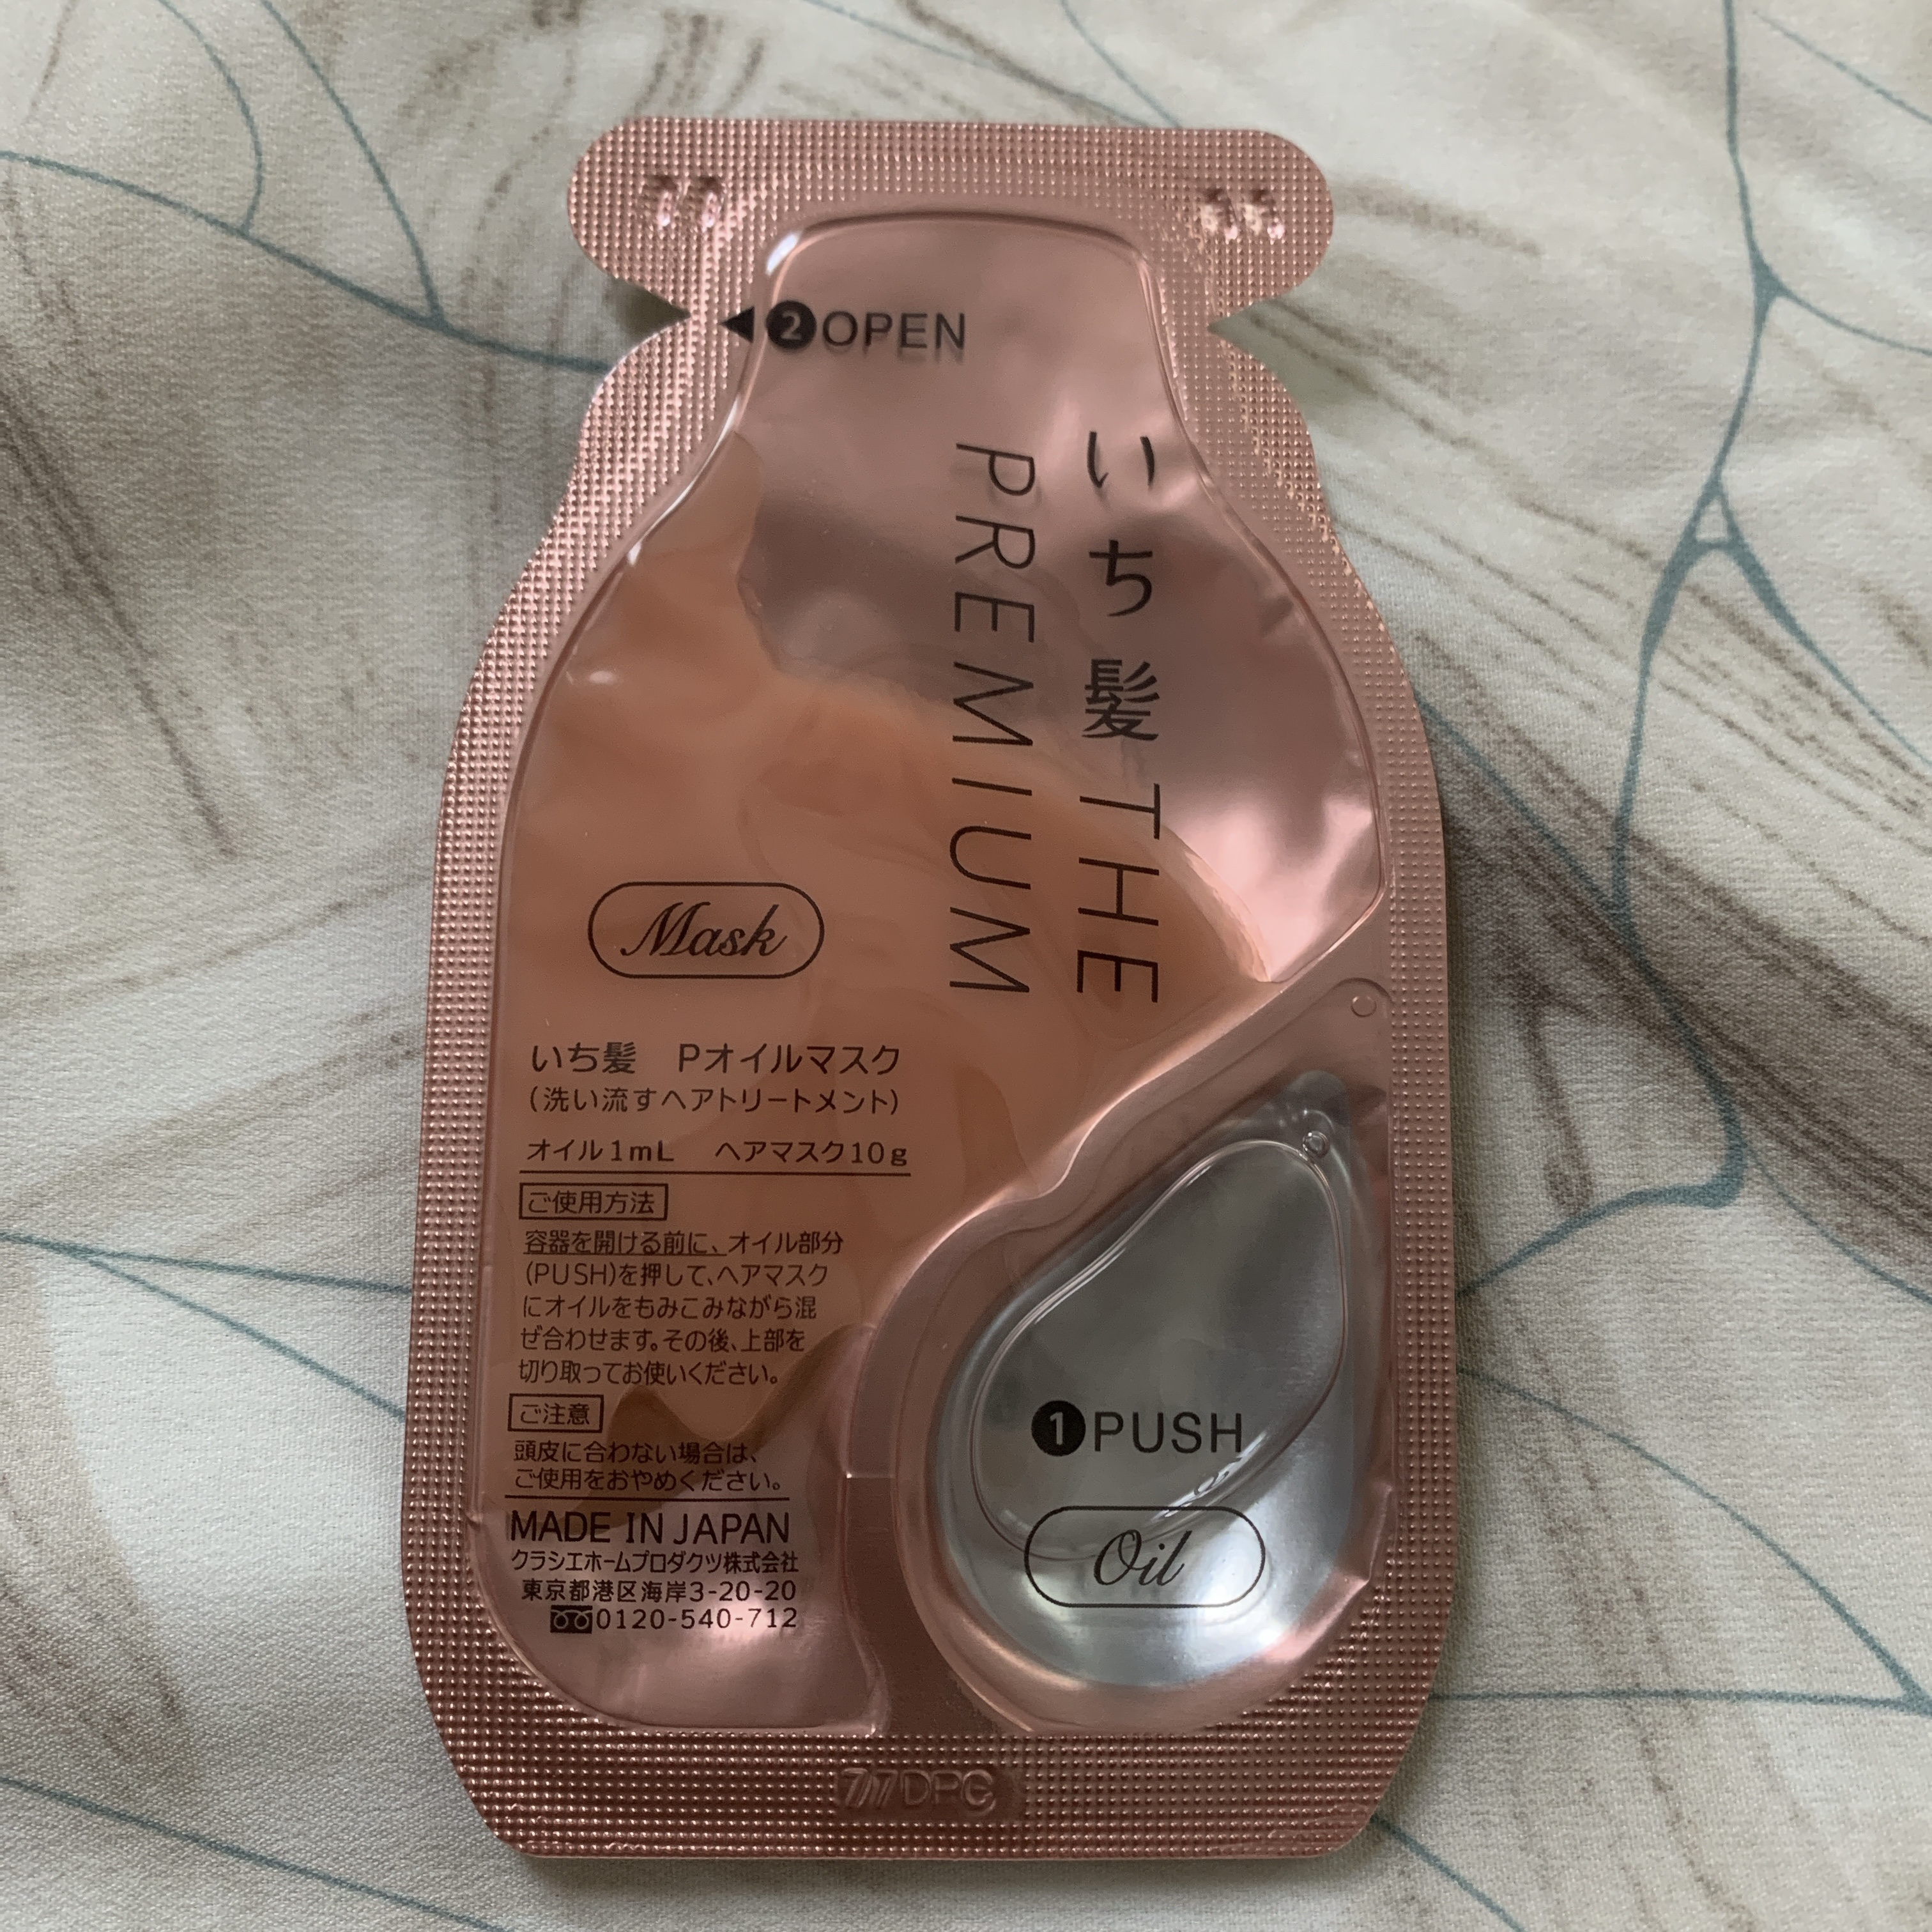 ❷OPEN
いち髪 THE
PREMIUM
Mask
いち髪　Pオイルマスク
(洗い流すヘアトリートメント)
オイル1mL　ヘアマスク10g
ご使用方法
容器を開ける前に、オイル部分
(PUSH)を押して、ヘアマスク
にオイルをもみこみながら混
ぜ合わせます。その後、上部を
切り取ってお使いください。
ご注意
頭皮に合わない場合は、
ご使用をおやめください。
MADE IN JAPAN
クラシエホームプロダクツ株式会社
東京都港区海岸3-20-20
0120-540-712
❶PUSH
Oil